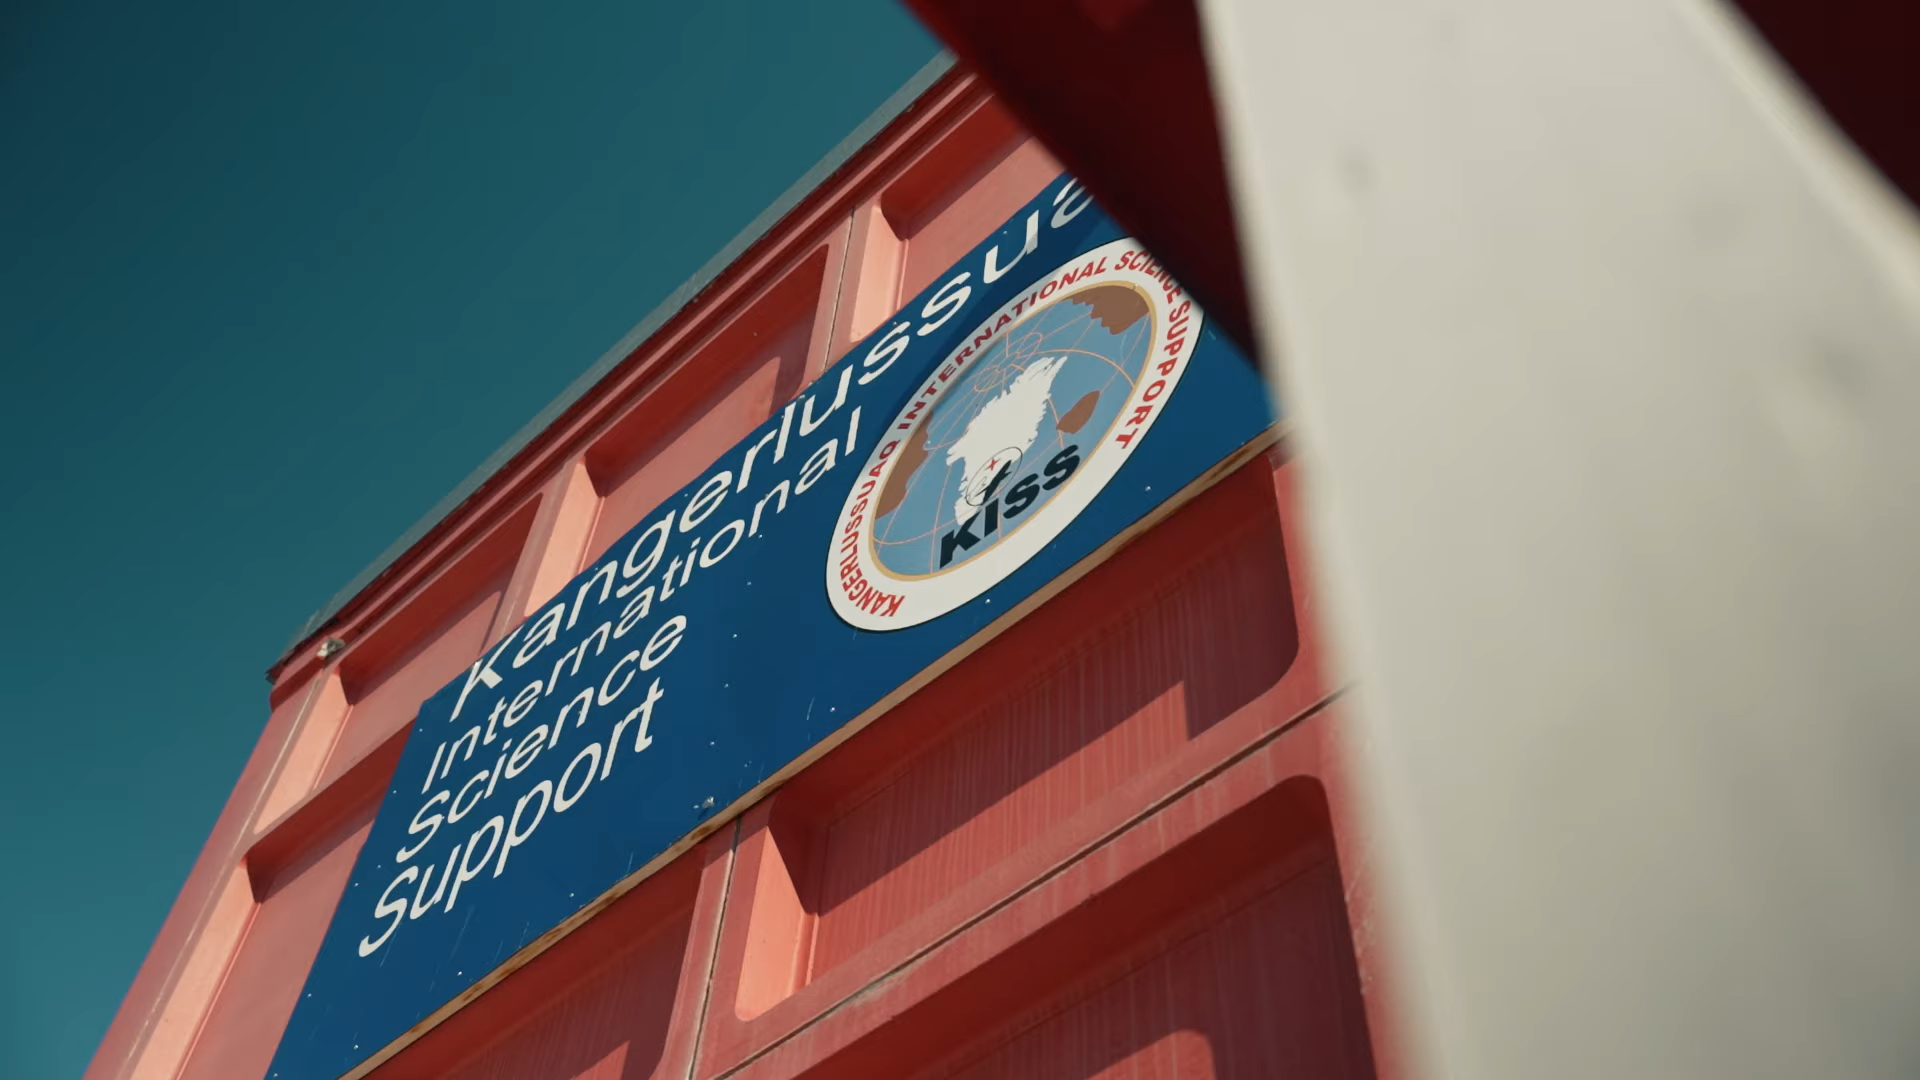 Kangerlussua
International
Science
Support
KANGERLUSSUAQ INTERNATIONAL SCIENCE SUPPORT
KISS